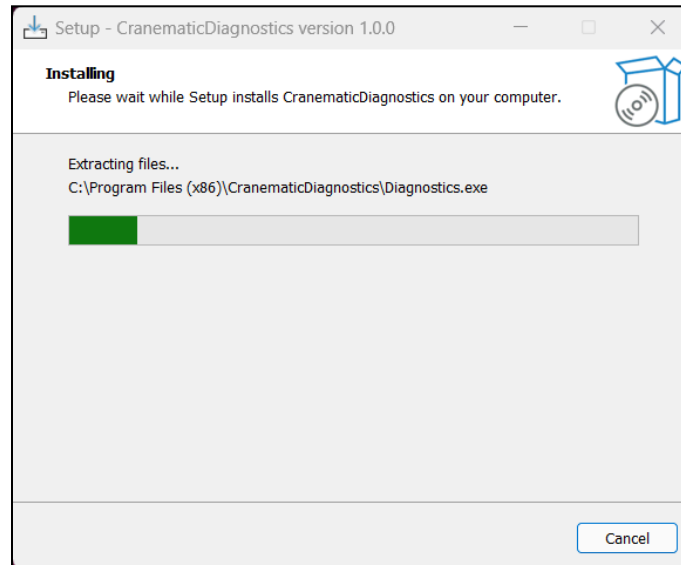 Setup - CranematicDiagnostics version 1.0.0
Installing
Please wait while Setup installs CranematicDiagnostics on your computer.
Extracting files...
C:\Program Files (x86)\CranematicDiagnostics\Diagnostics.exe
Cancel